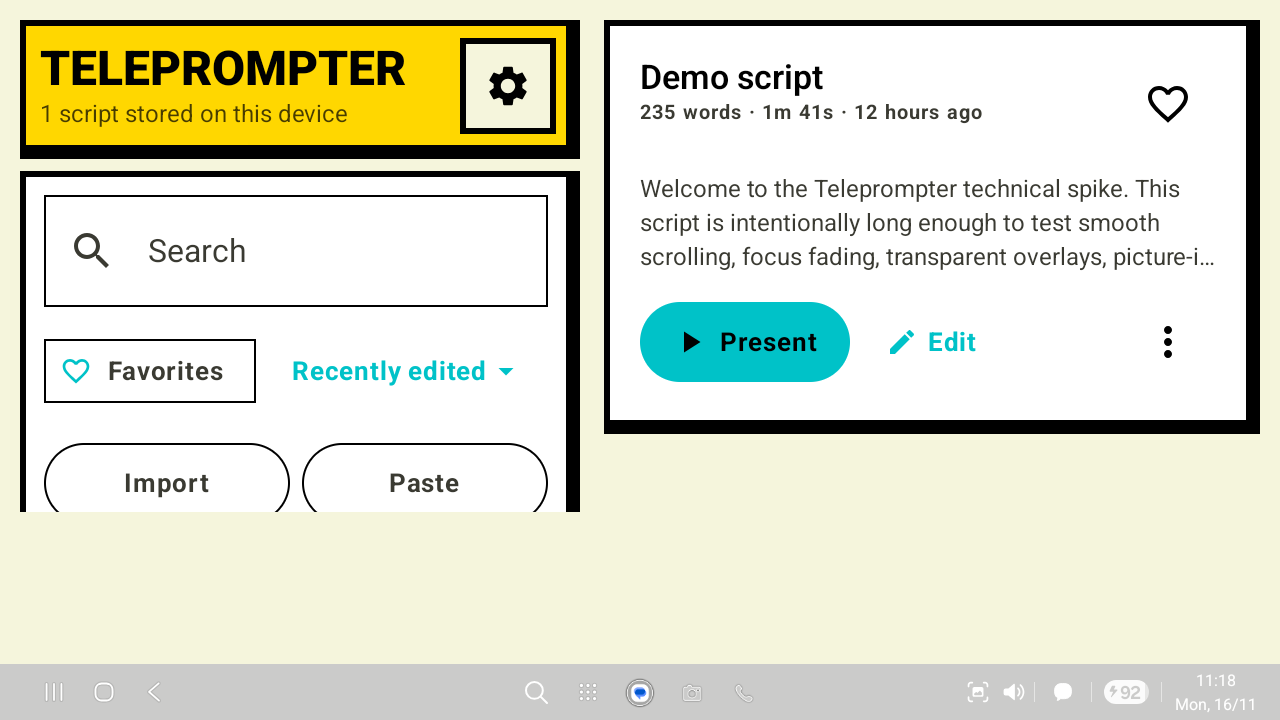 TELEPROMPTER
1 script stored on this device
Search
Favorites
Recently edited
Import
Paste
Demo script
235 words · 1m 41s · 12 hours ago
Welcome to the Teleprompter technical spike. This
script is intentionally long enough to test smooth
scrolling, focus fading, transparent overlays, picture-i…
Present
Edit
92
11:18
Mon, 16/11